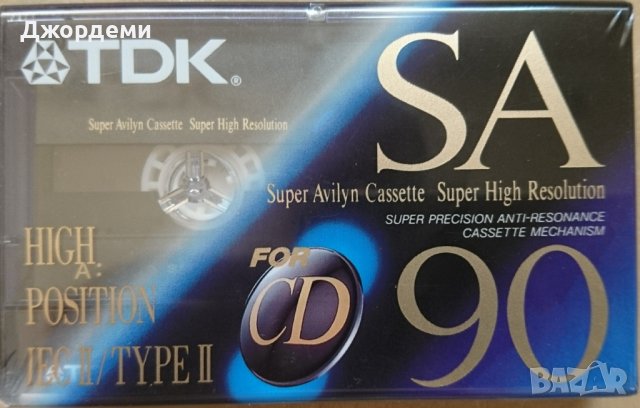 Джордеми
TDK®
SA
Super Avilyn Cassette Super High Resolution
Super Avilyn Cassette Super High Resolution
SUPER PRECISION ANTI-RESONANCE
CASSETTE MECHANISM
HIGH
A:
POSITION
IEC II/TYPE II
FOR
CD
90
BAZAR